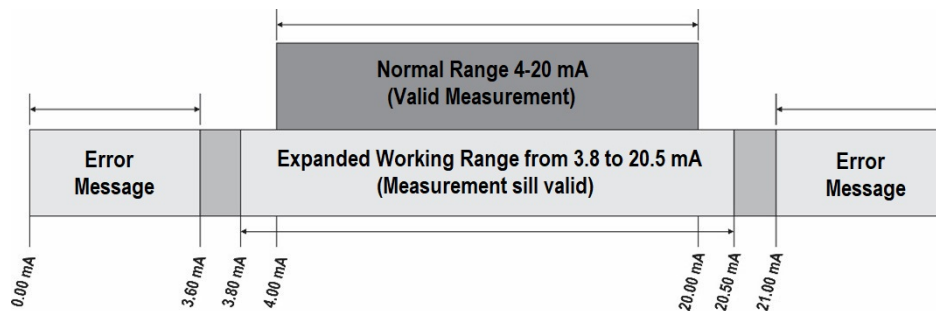 Normal Range 4-20 mA
(Valid Measurement)
Error
Message
Expanded Working Range from 3.8 to 20.5 mA
(Measurement sill valid)
Error
Message
0.00 mA
3.60 mA
3.80 mA
4.00 mA
20.00 mA
20.50 mA
21.00 mA